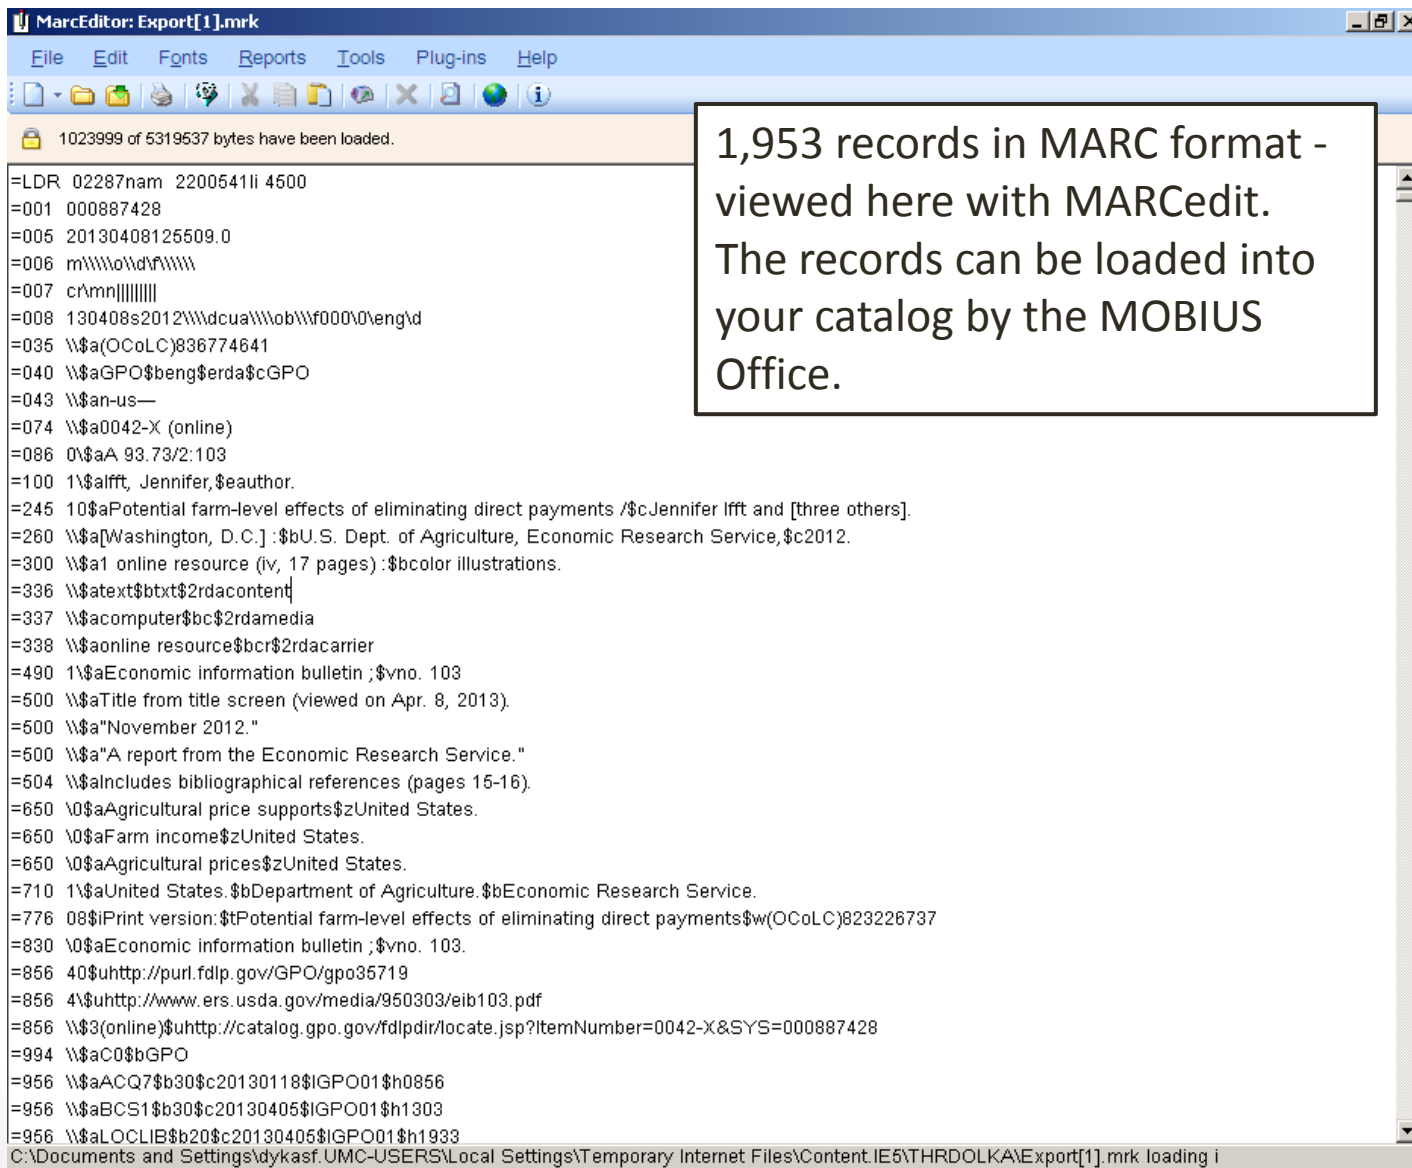 MarcEditor: Export[1].mrk
File Edit Fonts Reports Tools Plug-ins Help
1023999 of 5319537 bytes have been loaded.
1,953 records in MARC format -
viewed here with MARCedit.
The records can be loaded into
your catalog by the MOBIUS
Office.
=LDR  02287nam  2200541Ii 4500
=001  000887428
=005  20130408125509.0
=006  m\\\\\o\\d\f\\\\\\
=007  cr\mn|||||||||
=008  130408s2012\\\\dcua\\\\ob\\\f000\0\eng\d
=035  \\$a(OCoLC)836774641
=040  \\$aGPO$beng$erda$cGPO
=043  \\$an-us—
=074  \\$a0042-X (online)
=086  0\$aA 93.73/2:103
=100  1\$aIfft, Jennifer,$eauthor.
=245  10$aPotential farm-level effects of eliminating direct payments /$cJennifer Ifft and [three others].
=260  \\$a[Washington, D.C.] :$bU.S. Dept. of Agriculture, Economic Research Service,$c2012.
=300  \\$a1 online resource (iv, 17 pages) :$bcolor illustrations.
=336  \\$atext$btxt$2rdacontent
=337  \\$acomputer$bc$2rdamedia
=338  \\$aonline resource$bcr$2rdacarrier
=490  1\$aEconomic information bulletin ;$vno. 103
=500  \\$aTitle from title screen (viewed on Apr. 8, 2013).
=500  \\$a"November 2012."
=500  \\$a"A report from the Economic Research Service."
=504  \\$aIncludes bibliographical references (pages 15-16).
=650  \0$aAgricultural price supports$zUnited States.
=650  \0$aFarm income$zUnited States.
=650  \0$aAgricultural prices$zUnited States.
=710  1\$aUnited States.$bDepartment of Agriculture.$bEconomic Research Service.
=776  08$iPrint version:$tPotential farm-level effects of eliminating direct payments$w(OCoLC)823226737
=830  \0$aEconomic information bulletin ;$vno. 103.
=856  40$uhttp://purl.fdlp.gov/GPO/gpo35719
=856  4\$uhttp://www.ers.usda.gov/media/950303/eib103.pdf
=856  \\$3(online)$uhttp://catalog.gpo.gov/fdlpdir/locate.jsp?ItemNumber=0042-X&SYS=000887428
=994  \\$aC0$bGPO
=956  \\$aACQ7$b30$c20130118$lGPO01$h0856
=956  \\$aBCS1$b30$c20130405$lGPO01$h1303
=956  \\$aLOCLIB$b20$c20130405$lGPO01$h1933
C:\Documents and Settings\dykasf.UMC-USERS\Local Settings\Temporary Internet Files\Content.IE5\THRDOLKA\Export[1].mrk loading i